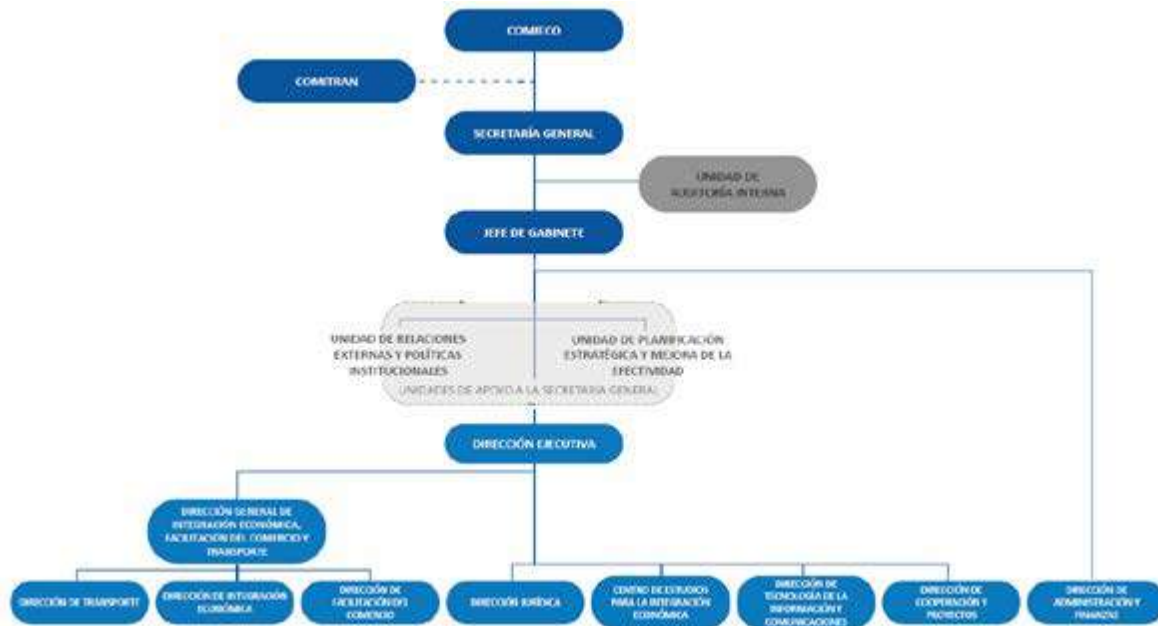 COMIECO
COMITRAN
SECRETARÍA GENERAL
UNIDAD DE
AUDITORÍA INTERNA
JEFE DE GABINETE
UNIDAD DE RELACIONES
EXTERNAS Y POLÍTICAS
INSTITUCIONALES
UNIDAD DE PLANIFICACIÓN
ESTRATÉGICA Y MEJORA DE LA
EFECTIVIDAD
UNIDADES DE APOYO A LA SECRETARÍA GENERAL
DIRECCIÓN EJECUTIVA
DIRECCIÓN GENERAL DE
INTEGRACIÓN ECONÓMICA,
FACILITACIÓN DEL COMERCIO Y
TRANSPORTE
DIRECCIÓN DE TRANSPORTE
DIRECCIÓN DE INTEGRACIÓN
ECONÓMICA
DIRECCIÓN DE
FACILITACIÓN DEL
COMERCIO
DIRECCIÓN JURÍDICA
CENTRO DE ESTUDIOS
PARA LA INTEGRACIÓN
ECONÓMICA
DIRECCIÓN DE
TECNOLOGÍA DE LA
INFORMACIÓN Y
COMUNICACIONES
DIRECCIÓN DE
COOPERACIÓN Y
PROYECTOS
DIRECCIÓN DE
ADMINISTRACIÓN Y
FINANZAS